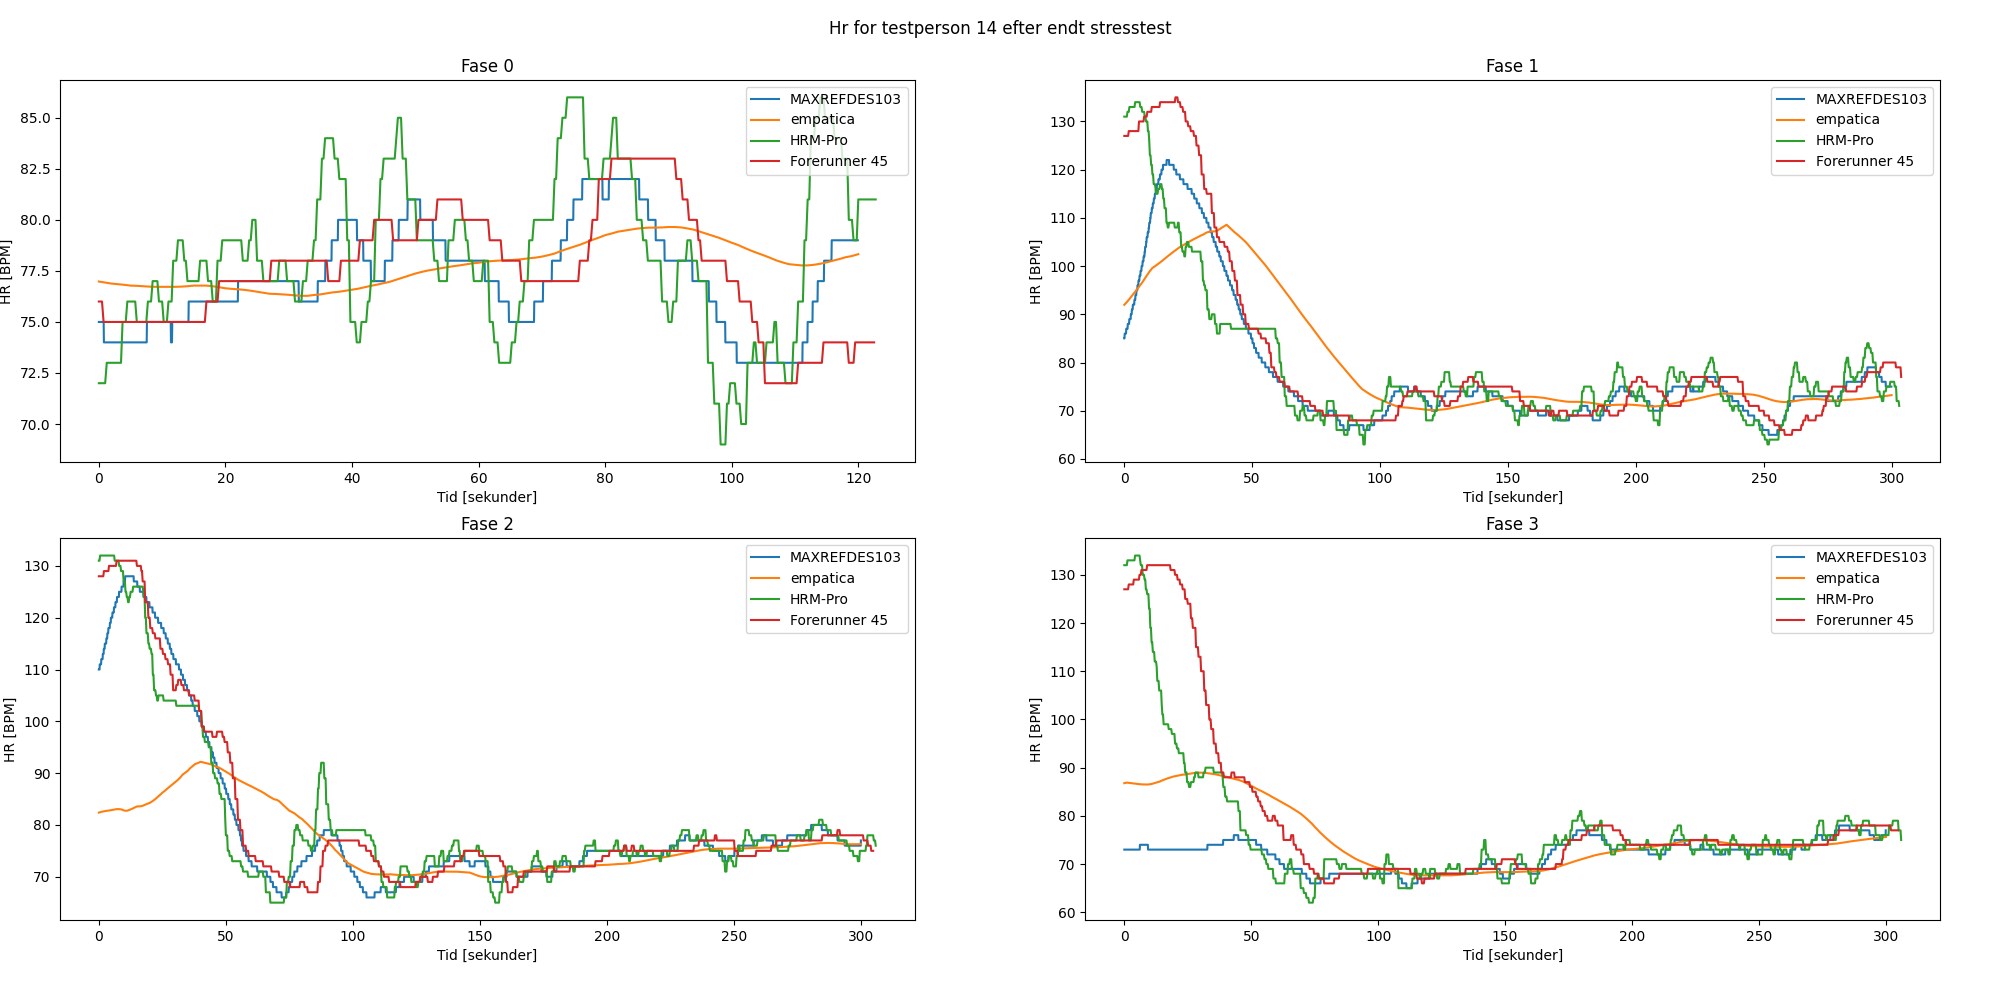 Hr for testperson 14 efter endt stresstest
Fase 0
85.0
82.5
80.0
77.5
75.0
72.5
70.0
HR [BPM]
MAXREFDES103
empatica
HRM-Pro
Forerunner 45
0 20 40 60 80 100 120
Tid [sekunder]
Fase 1
130
120
110
100
90
80
70
60
HR [BPM]
MAXREFDES103
empatica
HRM-Pro
Forerunner 45
0 50 100 150 200 250 300
Tid [sekunder]
Fase 2
130
120
110
100
90
80
70
HR [BPM]
MAXREFDES103
empatica
HRM-Pro
Forerunner 45
0 50 100 150 200 250 300
Tid [sekunder]
Fase 3
130
120
110
100
90
80
70
60
HR [BPM]
MAXREFDES103
empatica
HRM-Pro
Forerunner 45
0 50 100 150 200 250 300
Tid [sekunder]